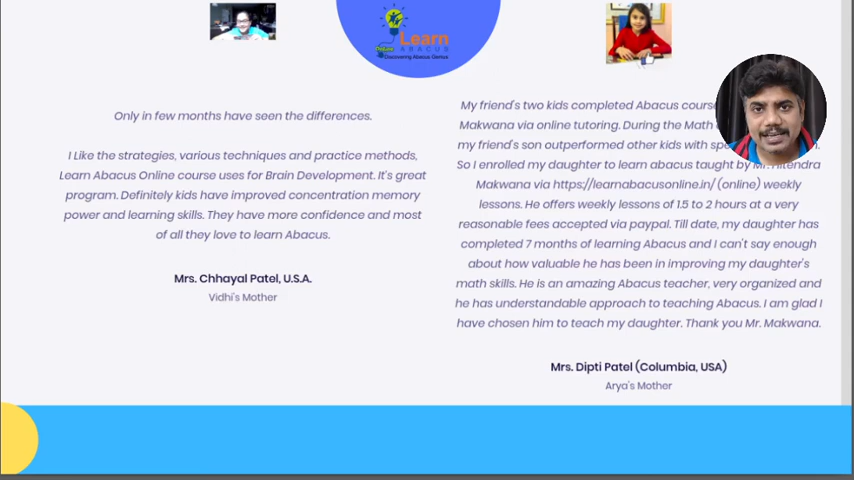 Learn
ABACUS
Discovering Abacus Genius
Only in few months have seen the differences.
I Like the strategies, various techniques and practice methods,
Learn Abacus Online course uses for Brain Development. It's great
program. Definitely kids have improved concentration memory
power and learning skills. They have more confidence and most
of all they love to learn Abacus.
Mrs. Chhayal Patel, U.S.A.
Vidhi's Mother
My friend's two kids completed Abacus
Makwana via online tutoring. During the Math
my friend's son outperformed other kids with
So I enrolled my daughter to learn abacus taught by
Makwana via https://learnabacusonline.in/ (online) weekly
lessons. He offers weekly lessons of 1.5 to 2 hours at a very
reasonable fees accepted via paypal. Till date, my daughter has
completed 7 months of learning Abacus and I can't say enough
about how valuable he has been in improving my daughter's
math skills. He is an amazing Abacus teacher, very organized and
he has understandable approach to teaching Abacus. I am glad I
have chosen him to teach my daughter. Thank you Mr. Makwana.
Mrs. Dipti Patel (Columbia, USA)
Arya's Mother